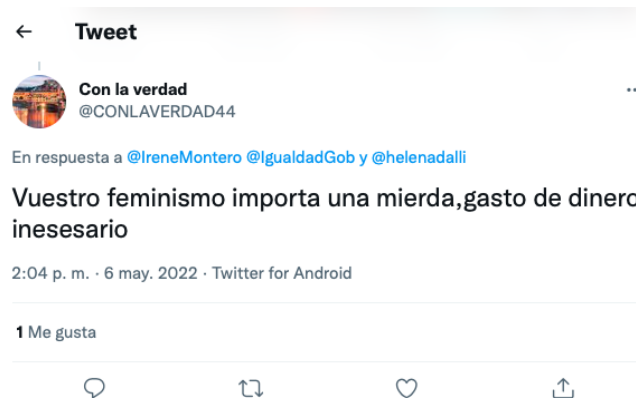 Tweet
Con la verdad
@CONLAVERDAD44
En respuesta a @IreneMontero @IgualdadGob y @helenadalli
Vuestro feminismo importa una mierda,gasto de dinero
inesesario
2:04 p. m. · 6 may. 2022 · Twitter for Android
1 Me gusta